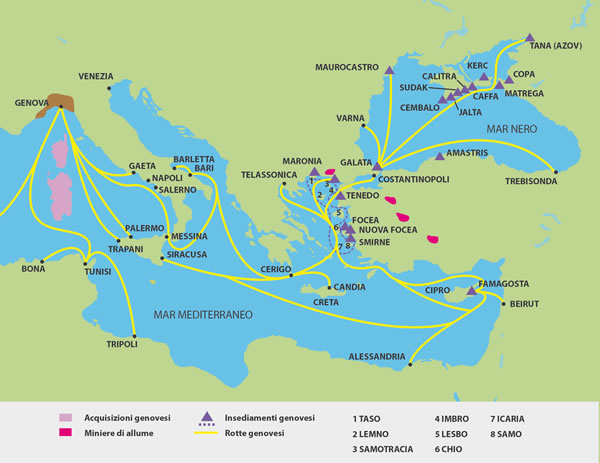 TANA (AZOV)
MAUROCASTRO
KERC
COPA
CALITRA
SUDAK
CAFFA
MATREGA
CEMBALO
JALTA
VENEZIA
GENOVA
VARNA
MAR NERO
AMASTRIS
TREBISONDA
GALATA
COSTANTINOPOLI
MARONIA
TELASSONICA
BARLETTA
BARI
GAETA
NAPOLI
SALERNO
1
3
4
2
TENEDO
5
6
FOCEA
NUOVA FOCEA
SMIRNE
7 8
PALERMO
TRAPANI
MESSINA
SIRACUSA
BONA
TUNISI
CERIGO
CANDIA
CRETA
CIPRO
FAMAGOSTA
BEIRUT
MAR MEDITERRANEO
TRIPOLI
ALESSANDRIA
Acquisizioni genovesi
Miniere di allume
Insediamenti genovesi
Rotte genovesi
1 TASO
2 LEMNO
3 SAMOTRACIA
4 IMBRO
5 LESBO
6 CHIO
7 ICARIA
8 SAMO